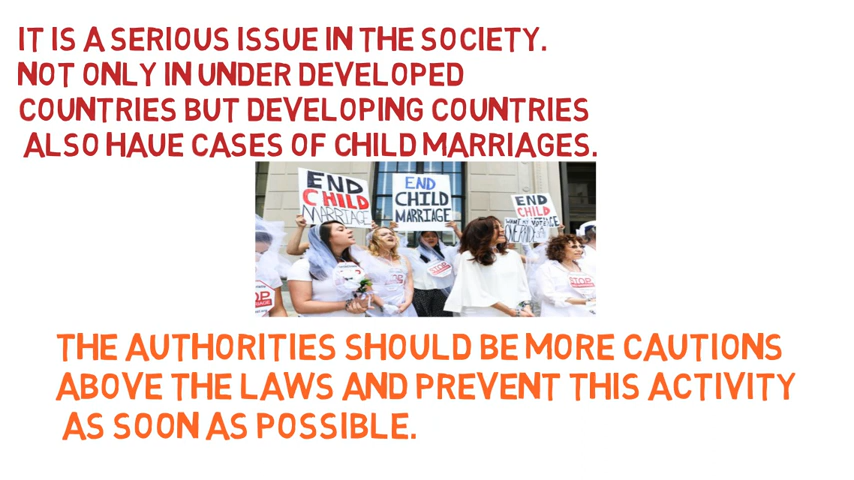 IT IS A SERIOUS ISSUE IN THE SOCIETY.
NOT ONLY IN UNDER DEVELOPED
COUNTRIES BUT DEVELOPING COUNTRIES
ALSO HAUE CASES OF CHILD MARRIAGES.
END
CHILD
MARRIAGE
END
CHILD
MARRIAGE
END
CHILD
STOP
THE AUTHORITIES SHOULD BE MORE CAUTIONS
ABOVE THE LAWS AND PREVENT THIS ACTIVITY
AS SOON AS POSSIBLE.